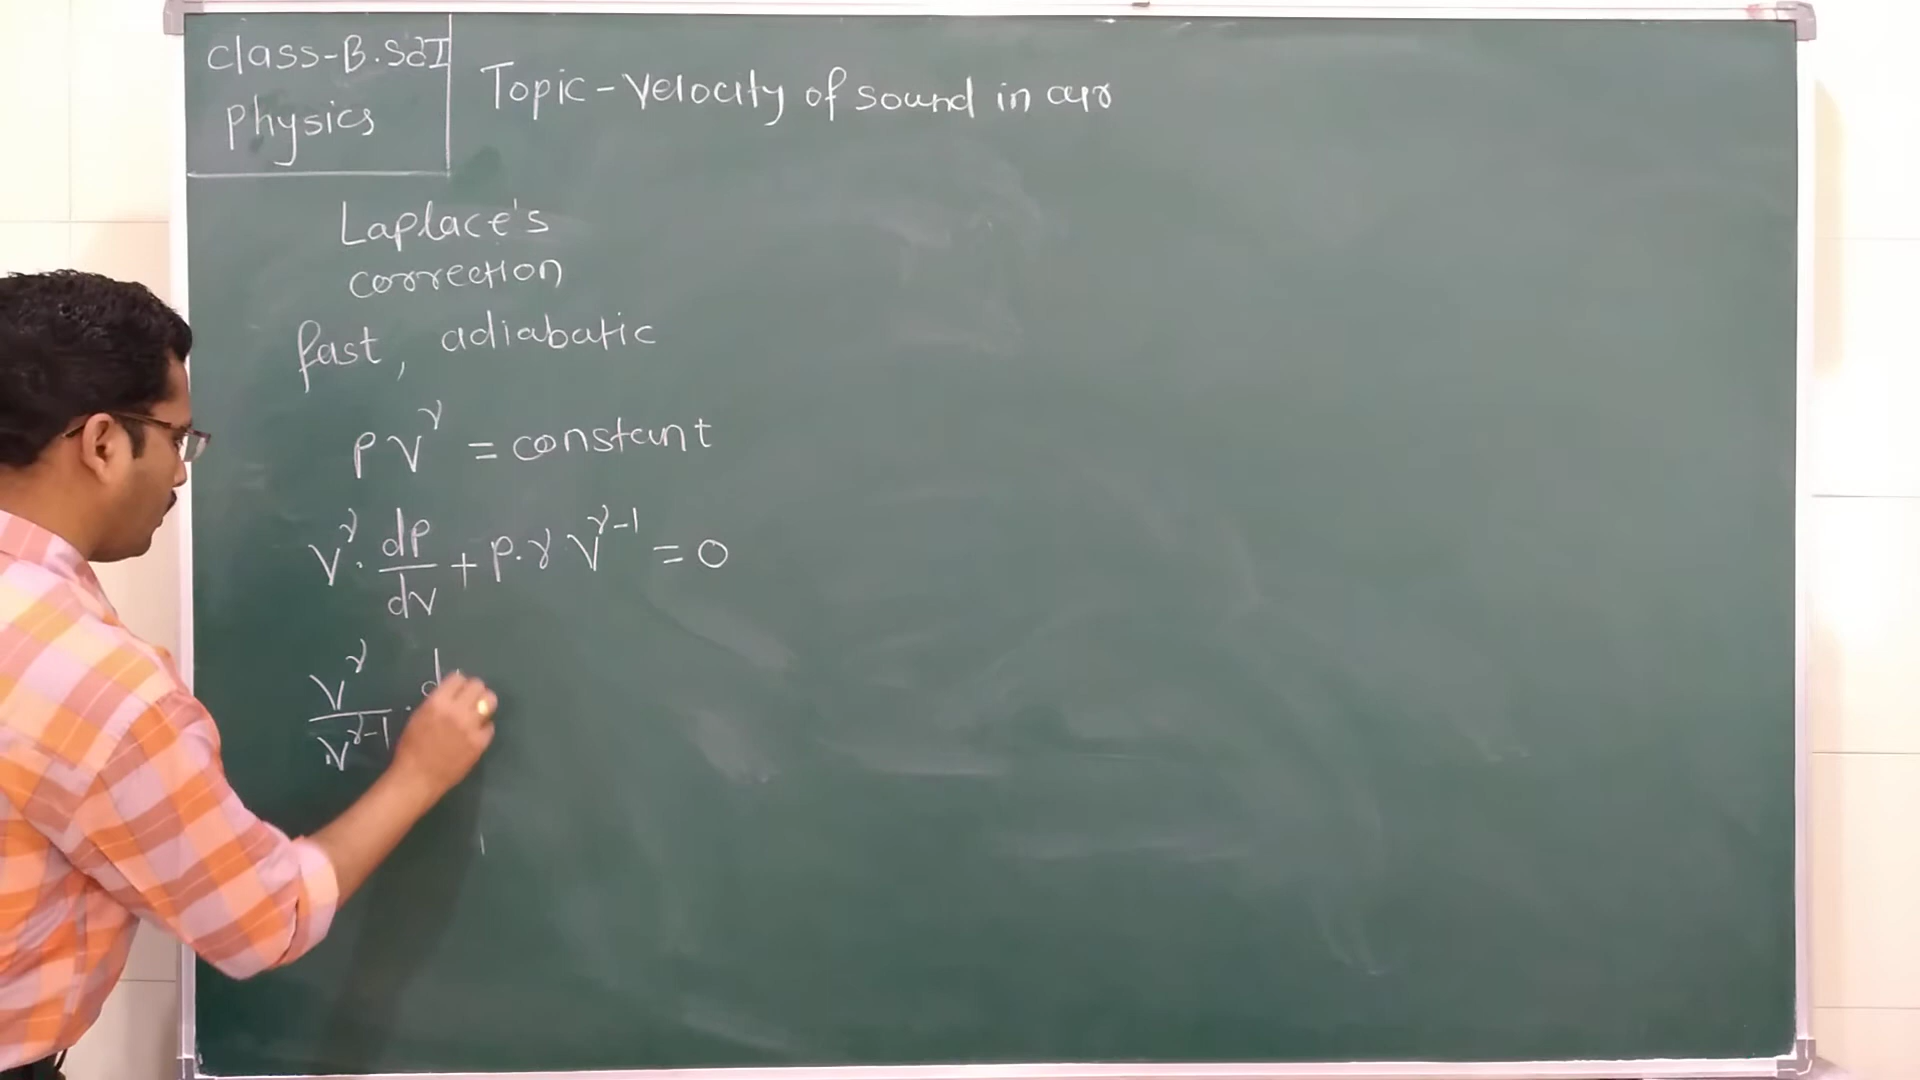 class-B.ScI
physics
Topic-Velocity of sound in air
Laplace's
correction
fast, adiabatic
PV^γ = constant
V^γ · dp/dv + p·γ·V^γ-1 = 0
V^γ/V^γ-1 · d